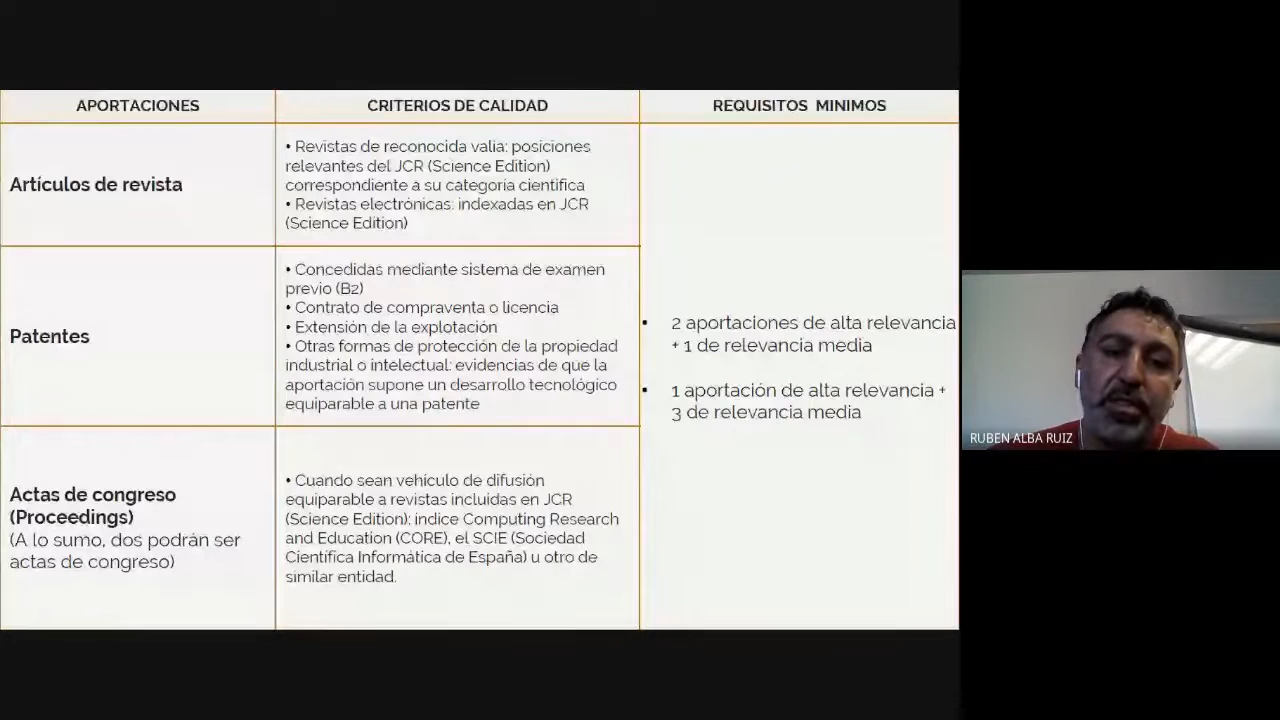 APORTACIONES
CRITERIOS DE CALIDAD
REQUISITOS MINIMOS
Artículos de revista
• Revistas de reconocida valía: posiciones
relevantes del JCR (Science Edition)
correspondiente a su categoría científica
• Revistas electrónicas: indexadas en JCR
(Science Edition)
Patentes
• Concedidas mediante sistema de examen
previo (B2)
• Contrato de compraventa o licencia
• Extensión de la explotación
• Otras formas de protección de la propiedad
industrial o intelectual: evidencias de que la
aportación supone un desarrollo tecnológico
equiparable a una patente
Actas de congreso
(Proceedings)
(A lo sumo, dos podrán ser
actas de congreso)
• Cuando sean vehículo de difusión
equiparable a revistas incluidas en JCR
(Science Edition): índice Computing Research
and Education (CORE), el SCIE (Sociedad
Científica Informática de España) u otro de
similar entidad.
• 2 aportaciones de alta relevancia
+ 1 de relevancia media
• 1 aportación de alta relevancia +
3 de relevancia media
RUBEN ALBA RUIZ